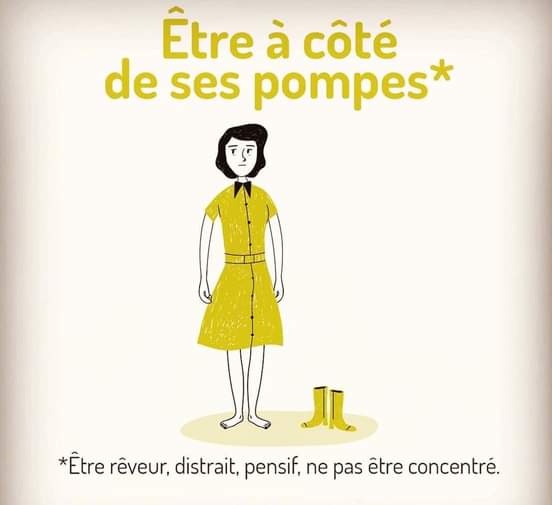 Être à côté
de ses pompes*
*Être rêveur, distrait, pensif, ne pas être concentré.